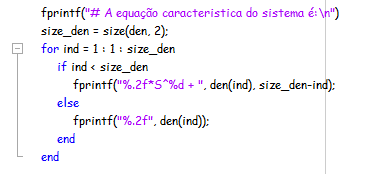 fprintf("# A equação caracteristica do sistema é:\n")
size_den = size(den, 2);
for ind = 1 : 1 : size_den
if ind < size_den
fprintf("%.2f*S^%d + ", den(ind), size_den-ind);
else
fprintf("%.2f", den(ind));
end
end